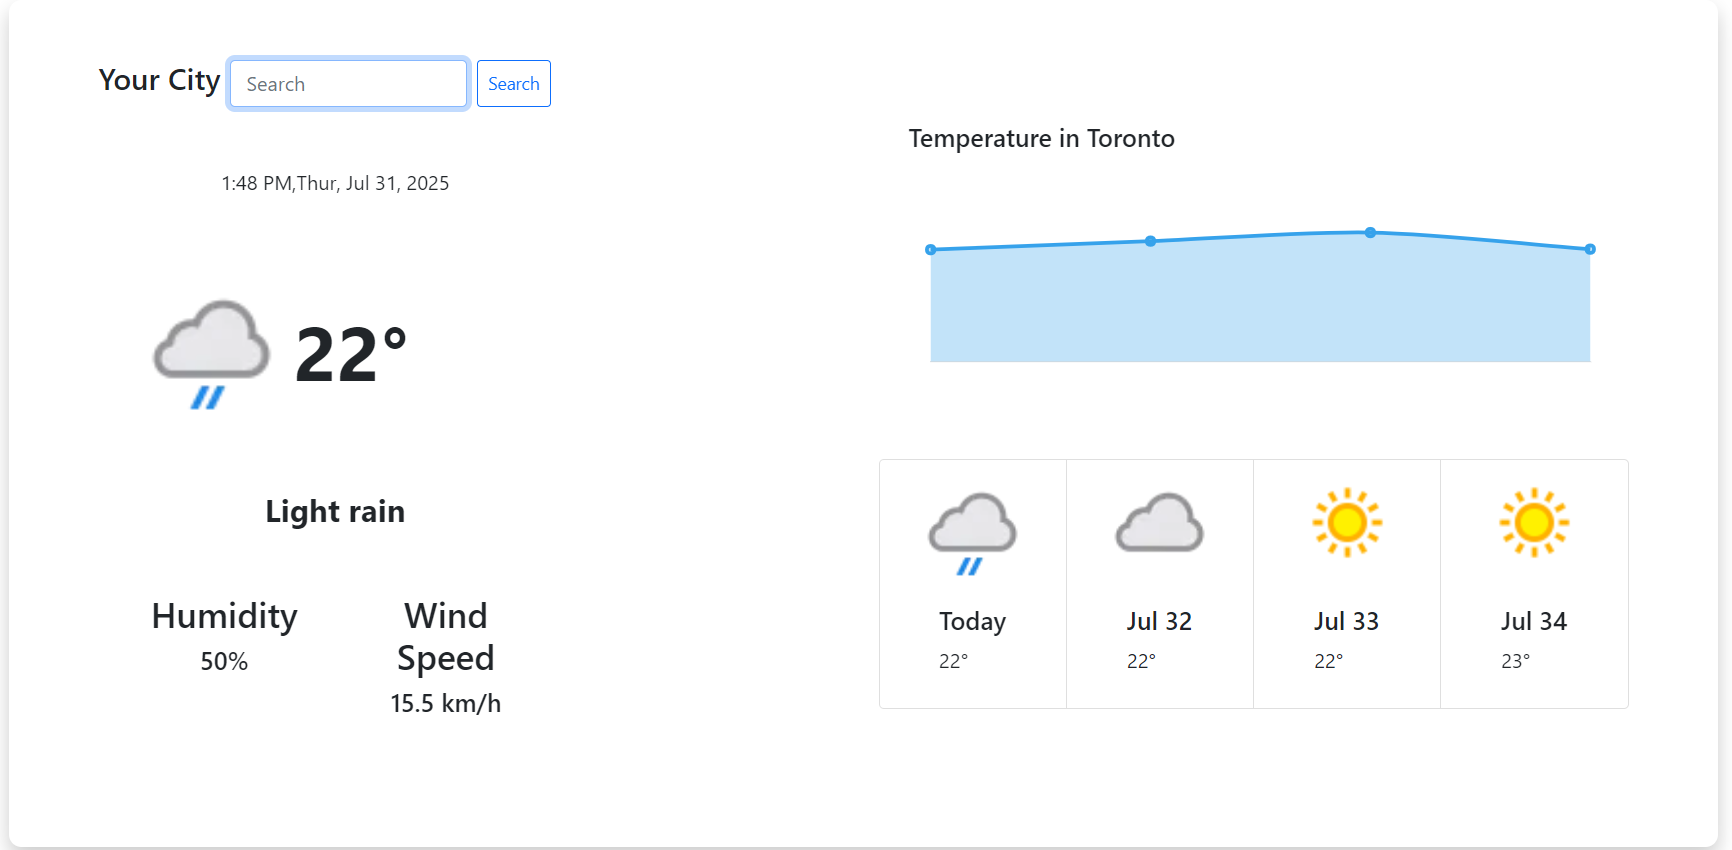 Your City
Search
Search
1:48 PM,Thur, Jul 31, 2025
22°
Light rain
Humidity
50%
Wind
Speed
15.5 km/h
Temperature in Toronto
Today
22°
Jul 32
22°
Jul 33
22°
Jul 34
23°